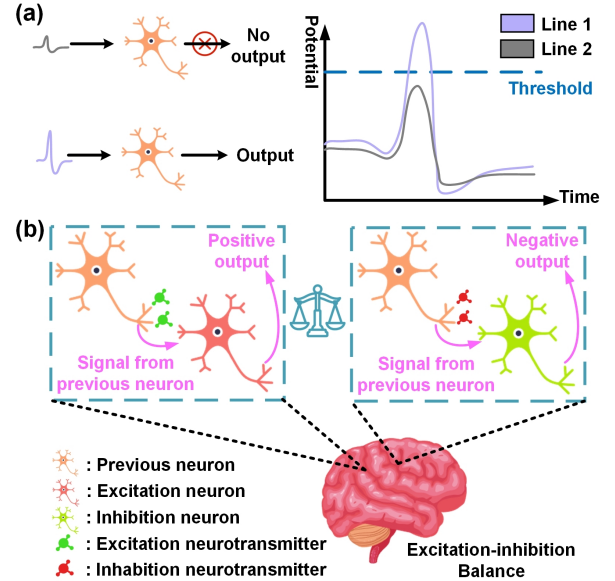 (a)
No
output
Output
Potential
Line 1
Line 2
Threshold
Time
(b)
Positive
output
Signal from
previous neuron
Negative
output
Signal from
previous neuron
: Previous neuron
: Excitation neuron
: Inhibition neuron
: Excitation neurotransmitter
: Inhabition neurotransmitter
Excitation-inhibition
Balance